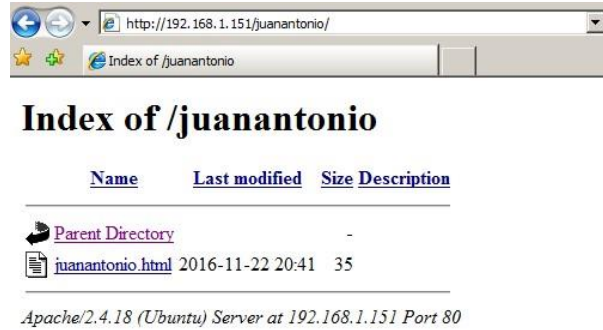 http://192.168.1.151/juanantonio/
Index of /juanantonio
Index of /juanantonio
Name Last modified Size Description
Parent Directory -
juanantonio.html 2016-11-22 20:41 35
Apache/2.4.18 (Ubuntu) Server at 192.168.1.151 Port 80